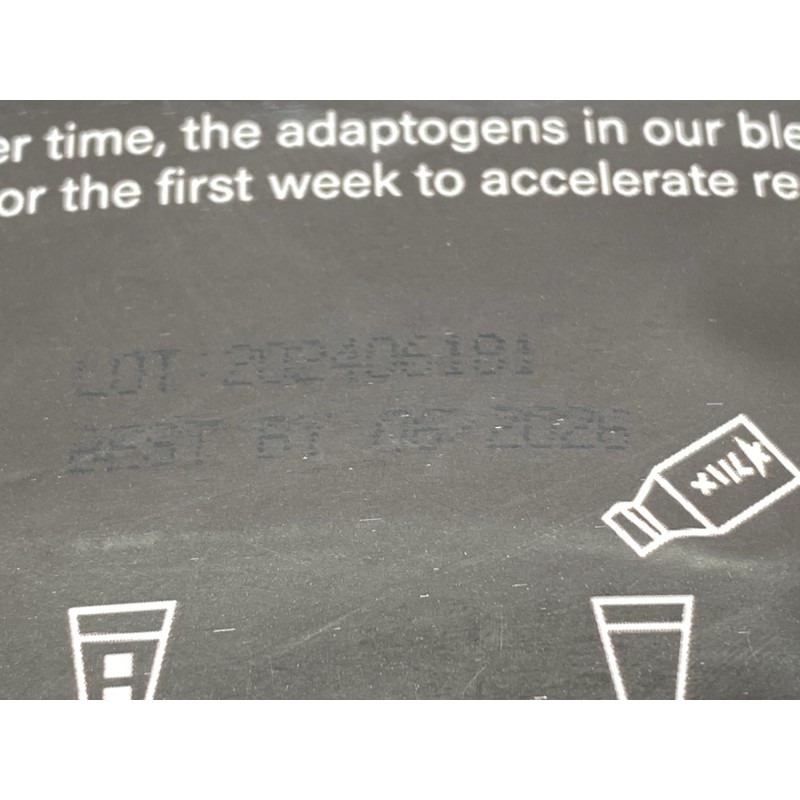 er time, the adaptogens in our ble
or the first week to accelerate re
LOT: 202406181
BEST BY 06-2026